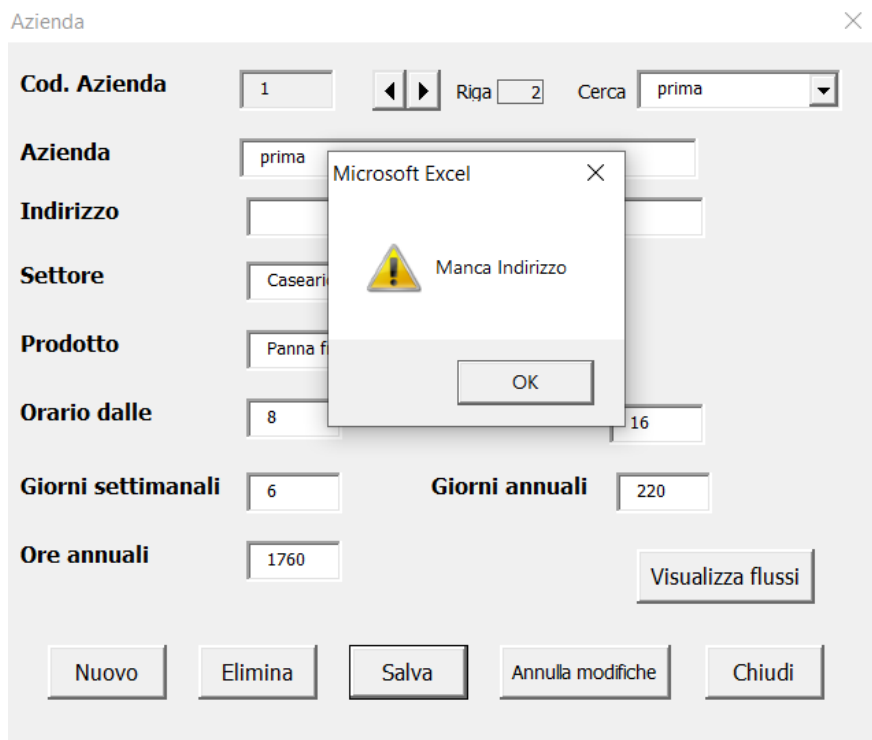 Azienda
Cod. Azienda 1 Riga 2 Cerca prima
Azienda prima
Microsoft Excel
Indirizzo
Manca Indirizzo
Settore
Prodotto Panna
OK
Orario dalle 8 16
Giorni settimanali 6 Giorni annuali 220
Ore annuali 1760
Visualizza flussi
Nuovo Elimina Salva Annulla modifiche Chiudi